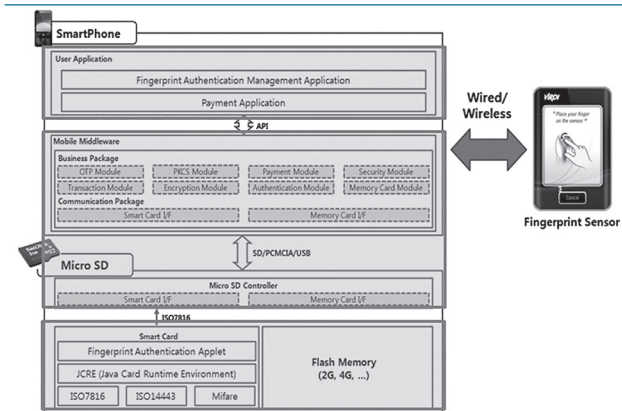 SmartPhone
User Application
Fingerprint Authentication Management Application
Payment Application
API
Mobile Middleware
Business Package
OTP Module
PKCS Module
Payment Module
Security Module
Transaction Module
Encryption Module
Authentication Module
Memory Card Module
Communication Package
Smart Card I/F
Memory Card I/F
SD/PCMCIA/USB
Micro SD
Micro SD Controller
Smart Card I/F
Memory Card I/F
ISO7816
Smart Card
Fingerprint Authentication Applet
JCRE (Java Card Runtime Environment)
ISO7816
ISO14443
Mifare
Flash Memory
(2G, 4G, ...)
Wired/
Wireless
VIRDI
"Place your finger
on the sensor."
Cancel
Fingerprint Sensor